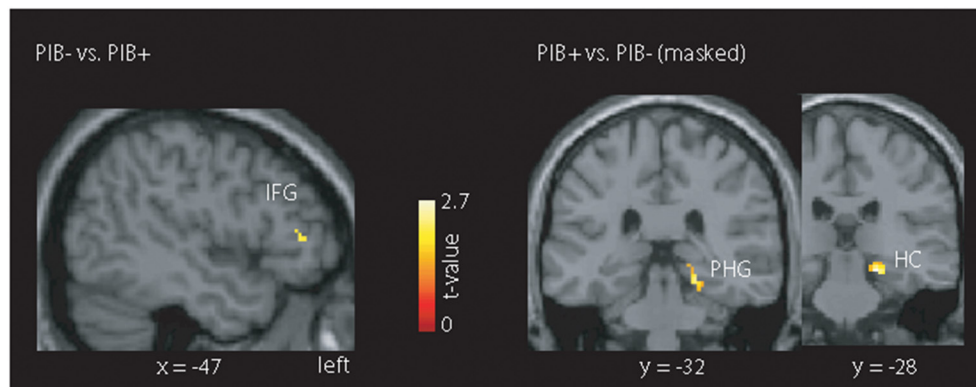 PIB- vs. PIB+
PIB+ vs. PIB- (masked)
IFG
2.7
t-value
0
PHG
HC
x = -47
left
y = -32
y = -28